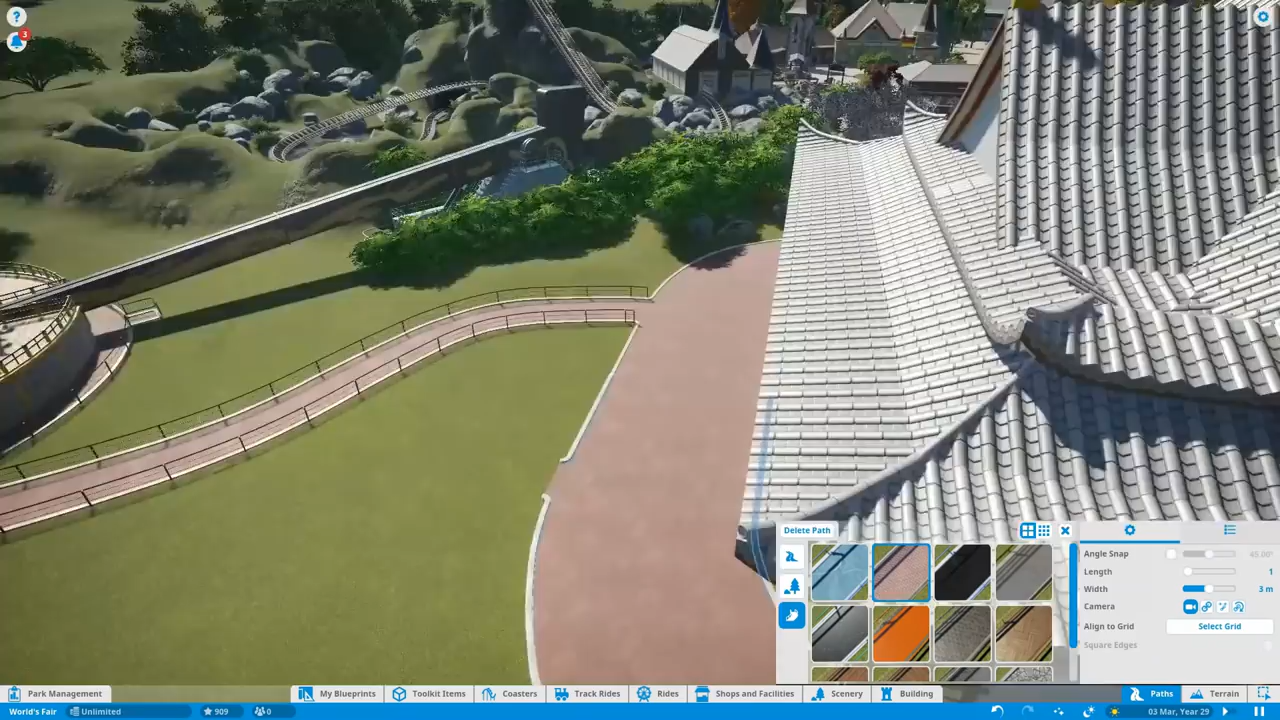 ?
3
Delete Path
Angle Snap 45.00°
Length 1
Width 3 m
Camera
Align to Grid Select Grid
Square Edges
Park Management My Blueprints Toolkit Items Coasters Track Rides Rides Shops and Facilities Scenery Building Paths Terrain
World's Fair Unlimited 909 0 03 Mar, Year 29